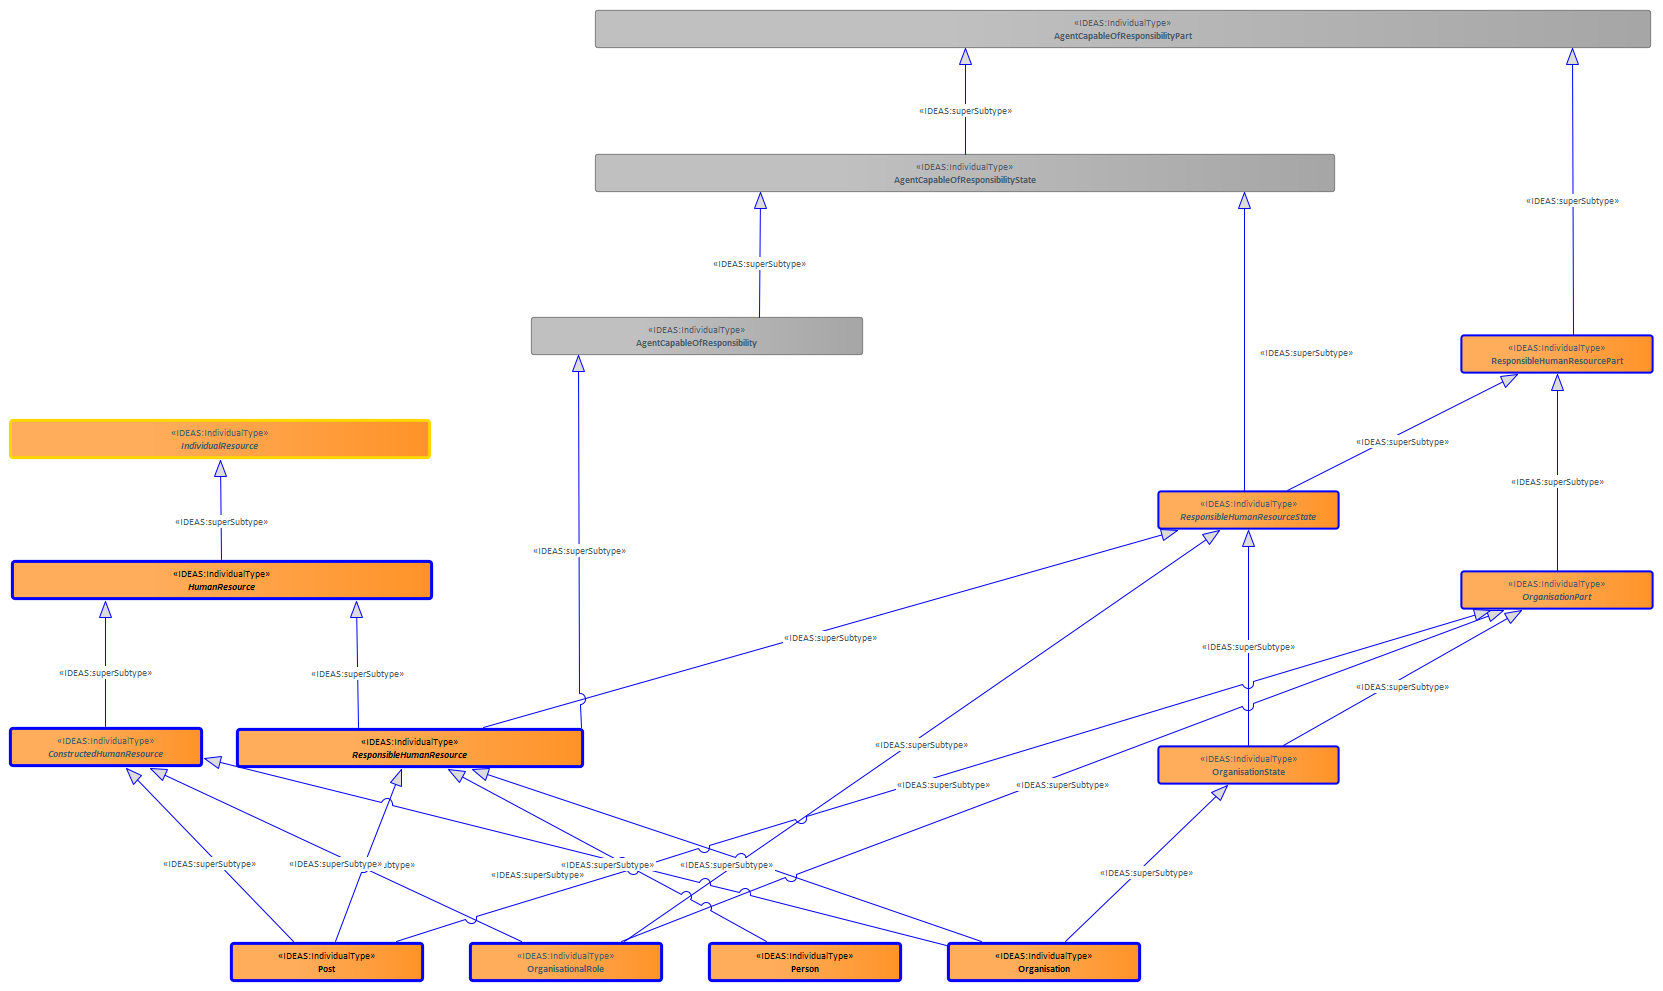 «IDEAS:IndividualType»
AgentCapableOfResponsibilityPart
«IDEAS:superSubtype»
«IDEAS:IndividualType»
AgentCapableOfResponsibilityState
«IDEAS:superSubtype»
«IDEAS:superSubtype»
«IDEAS:IndividualType»
AgentCapableOfResponsibility
«IDEAS:superSubtype»
«IDEAS:IndividualType»
ResponsibleHumanResourcePart
«IDEAS:IndividualType»
IndividualResource
«IDEAS:superSubtype»
«IDEAS:superSubtype»
«IDEAS:IndividualType»
ResponsibleHumanResourceState
«IDEAS:superSubtype»
«IDEAS:superSubtype»
«IDEAS:IndividualType»
HumanResource
«IDEAS:IndividualType»
OrganisationPart
«IDEAS:superSubtype»
«IDEAS:superSubtype»
«IDEAS:superSubtype»
«IDEAS:superSubtype»
«IDEAS:superSubtype»
«IDEAS:IndividualType»
ConstructedHumanResource
«IDEAS:IndividualType»
ResponsibleHumanResource
«IDEAS:superSubtype»
«IDEAS:IndividualType»
OrganisationState
«IDEAS:superSubtype»
«IDEAS:superSubtype»
«IDEAS:superSubtype»
«IDEAS:superSubtype»
«IDEAS:superSubtype»
«IDEAS:superSubtype»
«IDEAS:superSubtype»
«IDEAS:superSubtype»
«IDEAS:IndividualType»
Post
«IDEAS:IndividualType»
OrganisationalRole
«IDEAS:IndividualType»
Person
«IDEAS:IndividualType»
Organisation